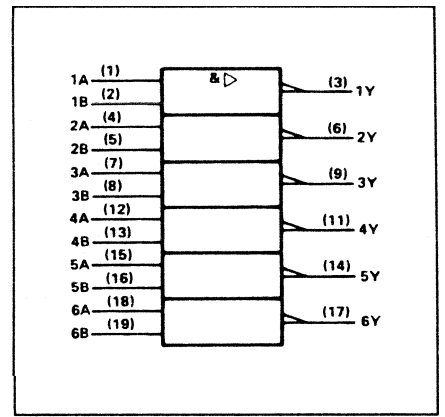 1A (1) & ▷ (3) 1Y
1B (2)
2A (4) (6) 2Y
2B (5)
3A (7) (9) 3Y
3B (8)
4A (12) (11) 4Y
4B (13)
5A (15) (14) 5Y
5B (16)
6A (18) (17) 6Y
6B (19)